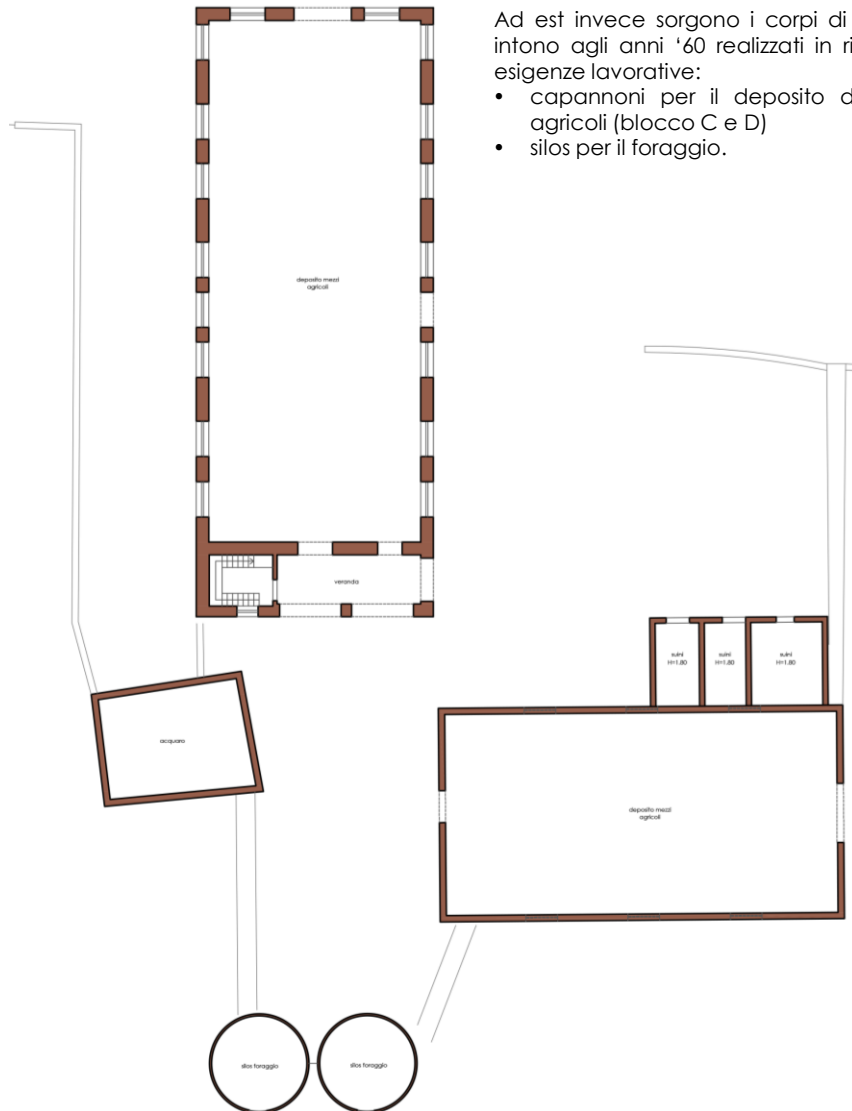 Ad est invece sorgono i corpi di
intono agli anni ‘60 realizzati in ri
esigenze lavorative:
• capannoni per il deposito d
agricoli (blocco C e D)
• silos per il foraggio.
deposito mezzi
agricoli
veranda
suini
H=1.80
suini
H=1.80
suini
H=1.80
acquaro
deposito mezzi
agricoli
silos foraggio
silos foraggio